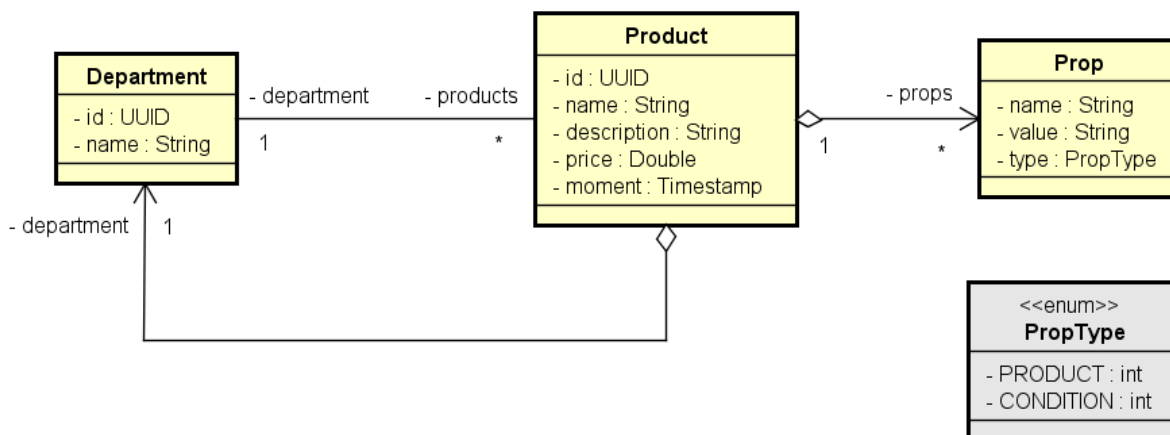 Department
- id : UUID
- name : String
- department
1
- products
*
Product
- id : UUID
- name : String
- description : String
- price : Double
- moment : Timestamp
1
- props
*
Prop
- name : String
- value : String
- type : PropType
- department
1
<<enum>>
PropType
- PRODUCT : int
- CONDITION : int